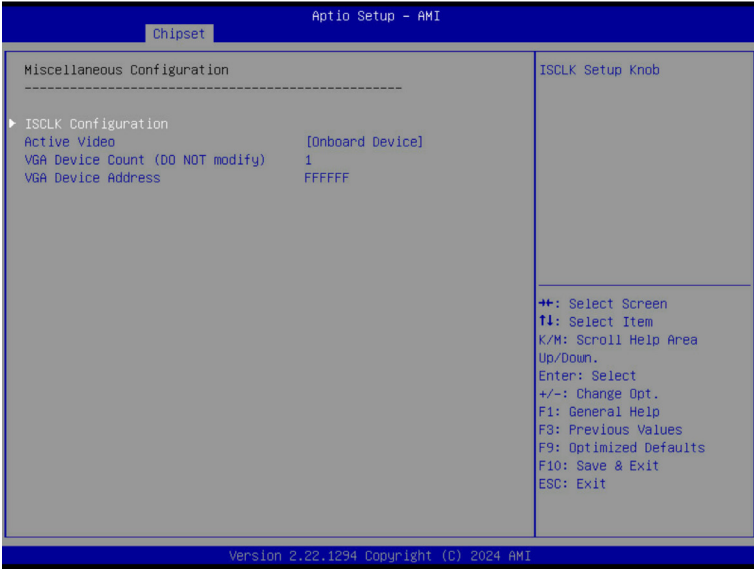 Aptio Setup – AMI
Chipset
Miscellaneous Configuration
ISCLK Configuration
Active Video [Onboard Device]
VGA Device Count (DO NOT modify) 1
VGA Device Address FFFFFF
ISCLK Setup Knob
→←: Select Screen
↑↓: Select Item
K/M: Scroll Help Area
Up/Down.
Enter: Select
+/-: Change Opt.
F1: General Help
F3: Previous Values
F9: Optimized Defaults
F10: Save & Exit
ESC: Exit
Version 2.22.1294 Copyright (C) 2024 AMI